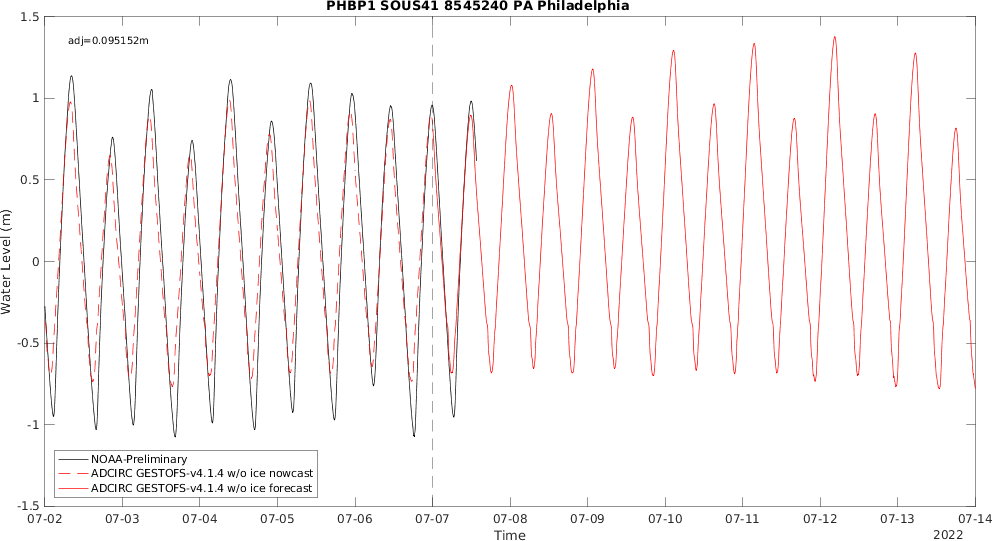 PHBP1 SOUS41 8545240 PA Philadelphia
adj=0.095152m
Water Level (m)
1.5
1
0.5
0
-0.5
-1
-1.5
NOAA-Preliminary
ADCIRC GESTOFS-v4.1.4 w/o ice nowcast
ADCIRC GESTOFS-v4.1.4 w/o ice forecast
07-02 07-03 07-04 07-05 07-06 07-07 07-08 07-09 07-10 07-11 07-12 07-13 07-14
Time
2022